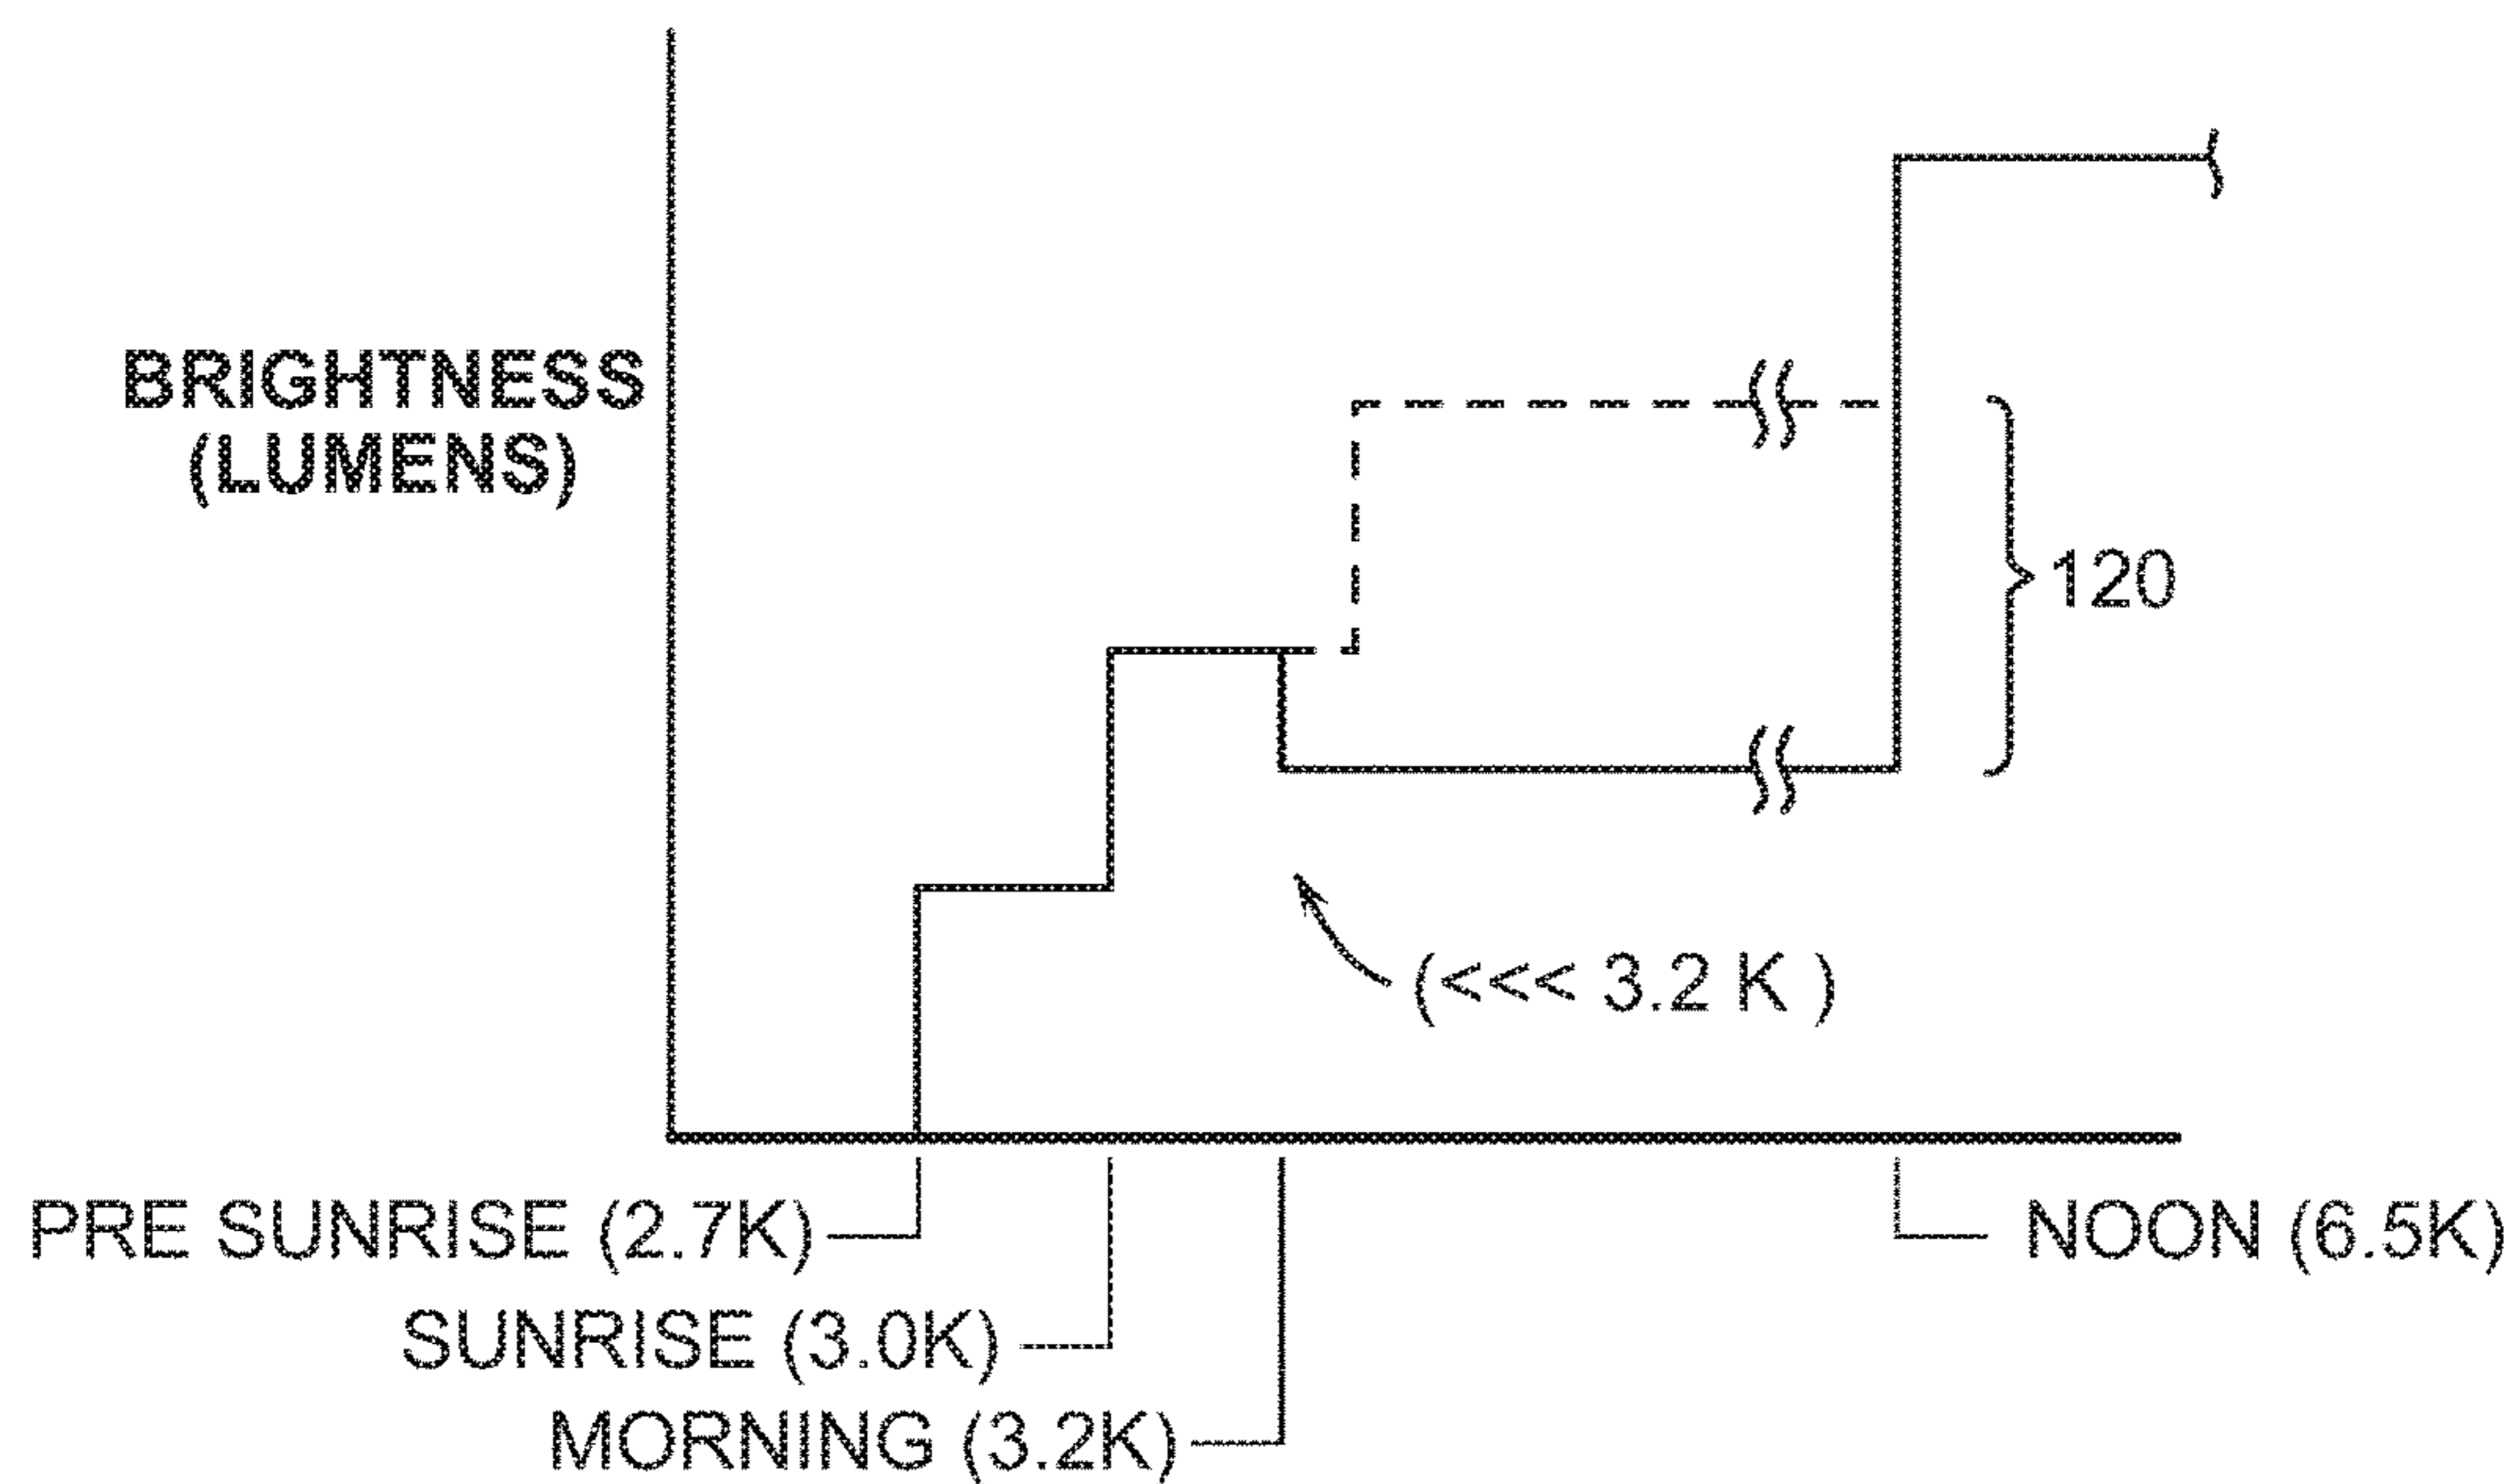 BRIGHTNESS
(LUMENS)
120
(<<< 3.2 K )
PRE SUNRISE (2.7K)
NOON (6.5K)
SUNRISE (3.0K)
MORNING (3.2K)